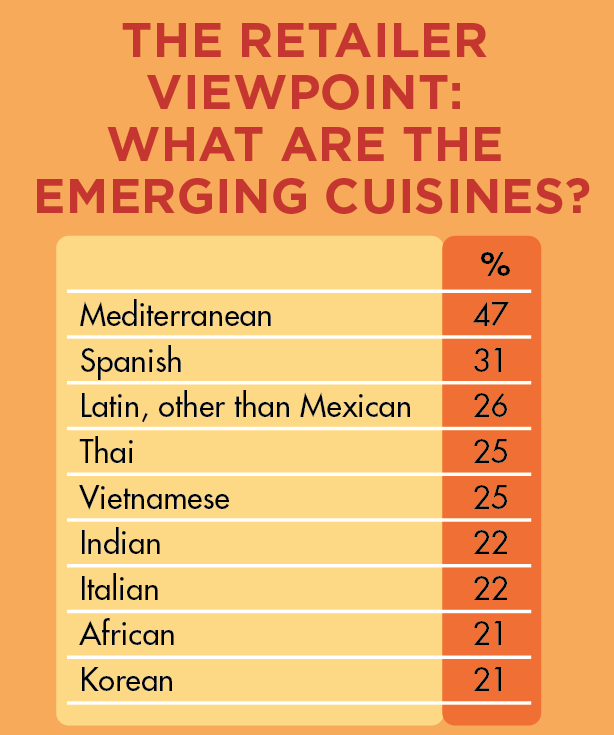 THE RETAILER
VIEWPOINT:
WHAT ARE THE
EMERGING CUISINES?
%
Mediterranean 47
Spanish 31
Latin, other than Mexican 26
Thai 25
Vietnamese 25
Indian 22
Italian 22
African 21
Korean 21